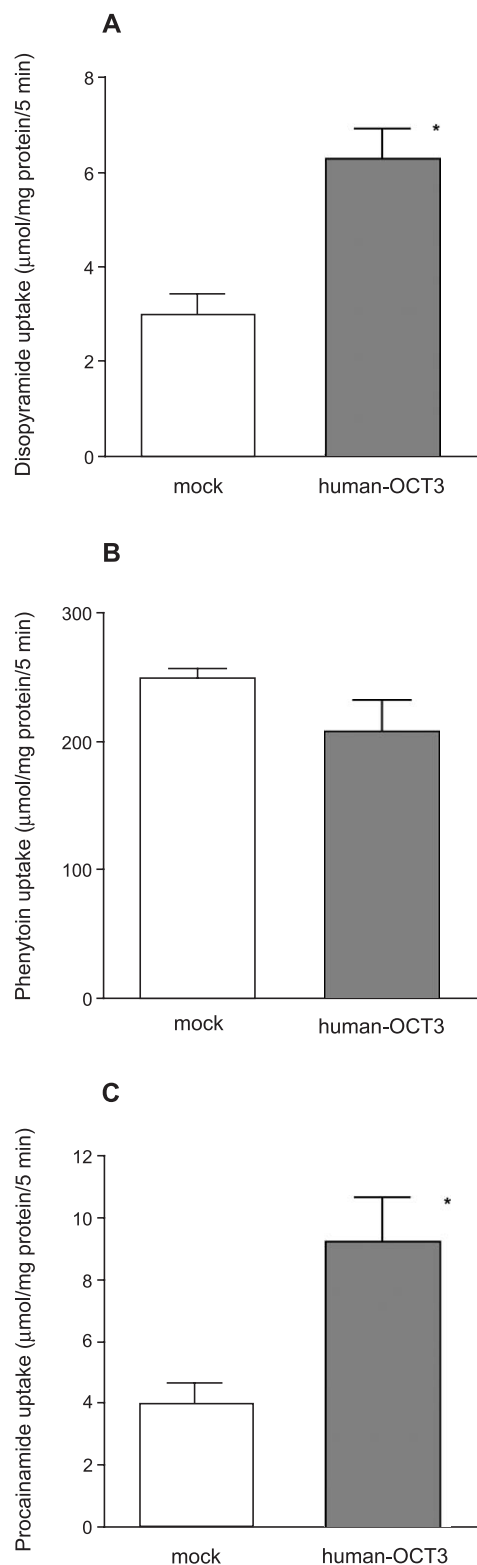 A
Disopyramide uptake (μmol/mg protein/5 min)
8
6
4
2
0
*
mock human-OCT3
B
Phenytoin uptake (μmol/mg protein/5 min)
300
200
100
0
mock human-OCT3
C
Procainamide uptake (μmol/mg protein/5 min)
12
10
8
6
4
2
0
*
mock human-OCT3